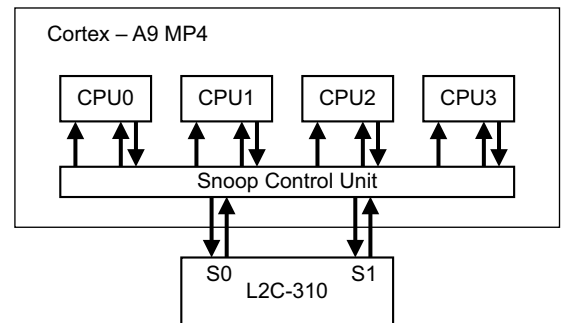 Cortex – A9 MP4
CPU0 CPU1 CPU2 CPU3
Snoop Control Unit
S0 S1
L2C-310